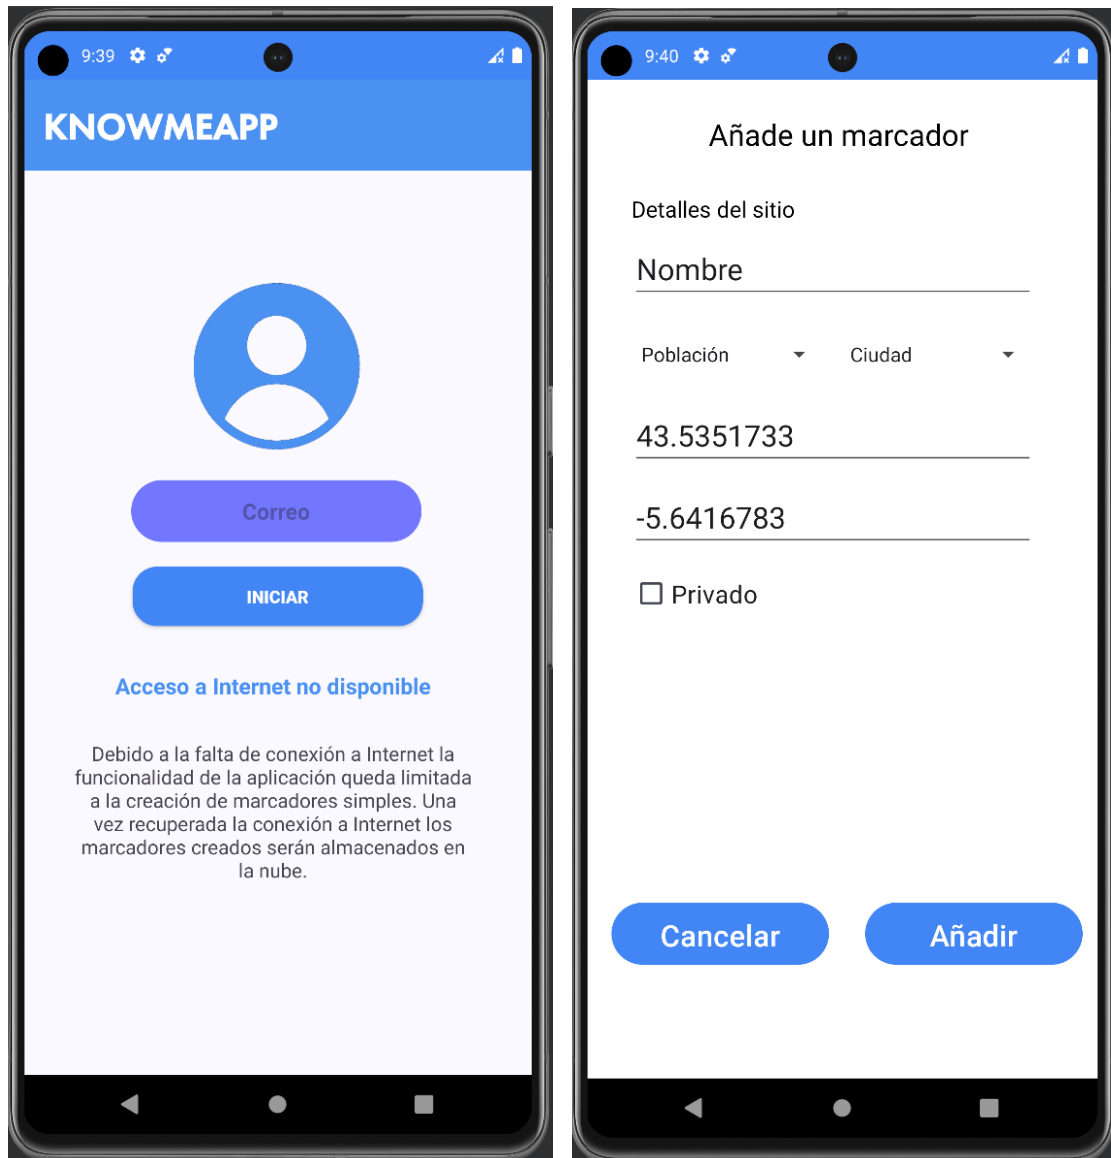 9:39
KNOWMEAPP
Correo
INICIAR
Acceso a Internet no disponible
Debido a la falta de conexión a Internet la
funcionalidad de la aplicación queda limitada
a la creación de marcadores simples. Una
vez recuperada la conexión a Internet los
marcadores creados serán almacenados en
la nube.
9:40
Añade un marcador
Detalles del sitio
Nombre
Población Ciudad
43.5351733
-5.6416783
Privado
Cancelar Añadir